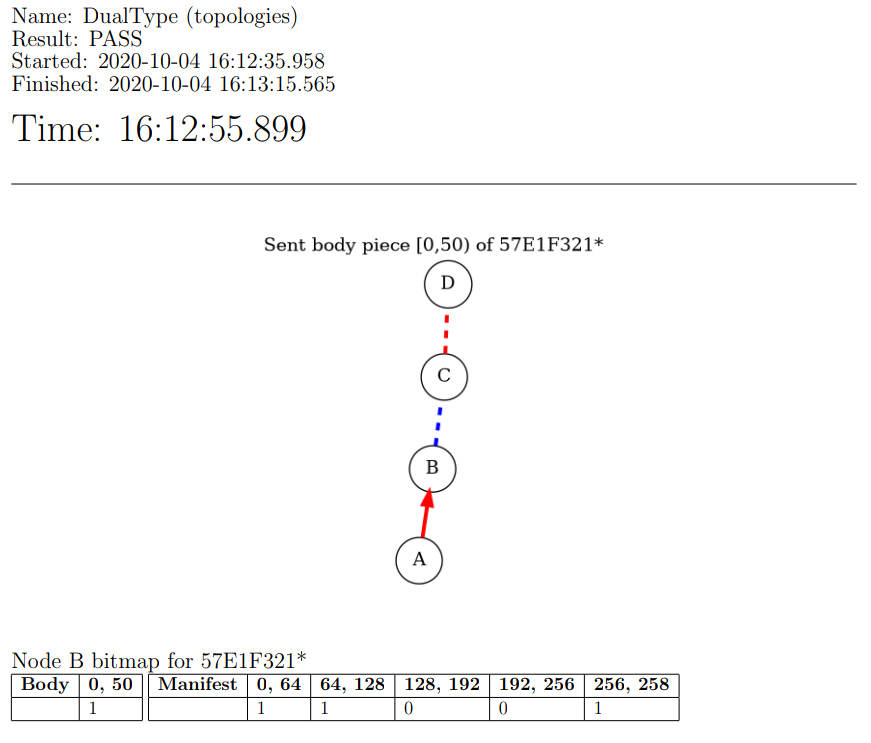 Name: DualType (topologies)
Result: PASS
Started: 2020-10-04 16:12:35.958
Finished: 2020-10-04 16:13:15.565
Time: 16:12:55.899
Sent body piece [0,50) of 57E1F321*
D
C
B
A
Node B bitmap for 57E1F321*
Body 0, 50 Manifest 0, 64 64, 128 128, 192 192, 256 256, 258
1 1 1 0 0 1